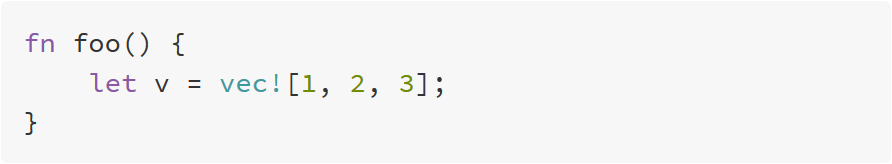 fn foo() {
    let v = vec![1, 2, 3];
}